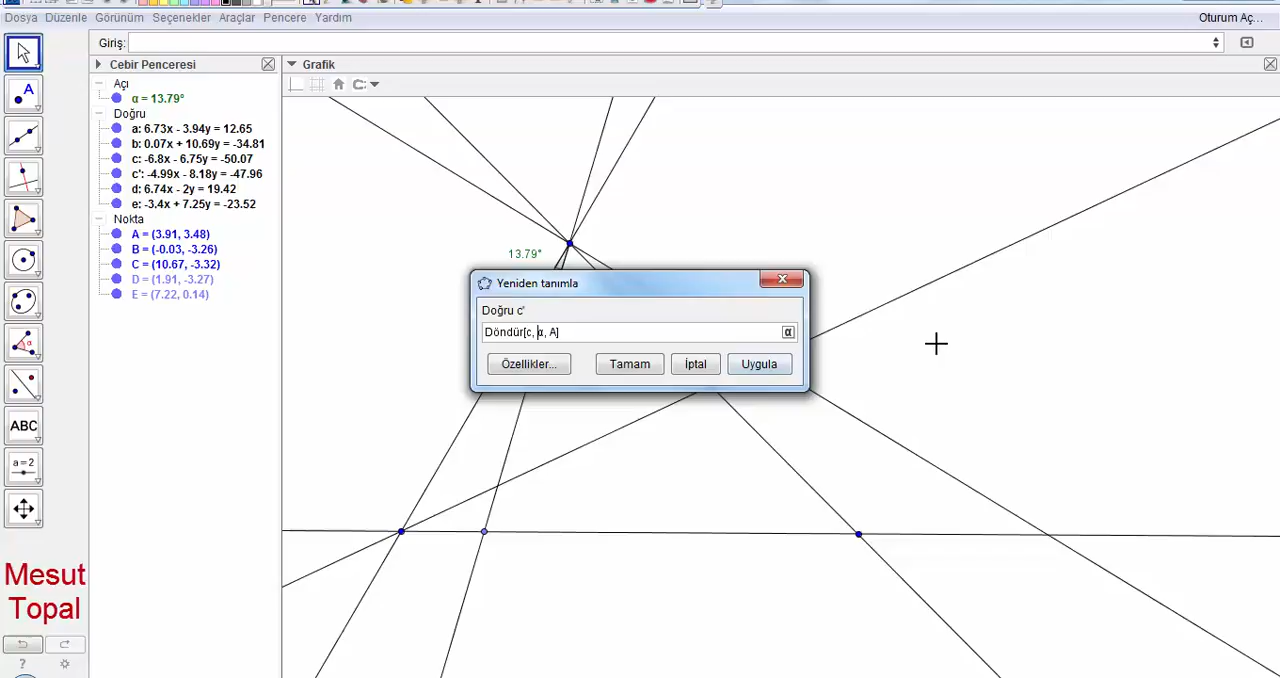 Dosya Düzenle Görünüm Seçenekler Araçlar Pencere Yardım
Oturum Aç...
Giriş:
Cebir Penceresi
Grafik
Açı
α = 13.79°
Doğru
a: 6.73x - 3.94y = 12.65
b: 0.07x + 10.69y = -34.81
c: -6.8x - 6.75y = -50.07
c': -4.99x - 8.18y = -47.96
d: 6.74x - 2y = 19.42
e: -3.4x + 7.25y = -23.52
Nokta
A = (3.91, 3.48)
B = (-0.03, -3.26)
C = (10.67, -3.32)
D = (1.91, -3.27)
E = (7.22, 0.14)
13.79°
Yeniden tanımla
Doğru c'
Döndür[c, α, A]
α
Özellikler...
Tamam
İptal
Uygula
A
α
ABC
a=2
Mesut
Topal
?